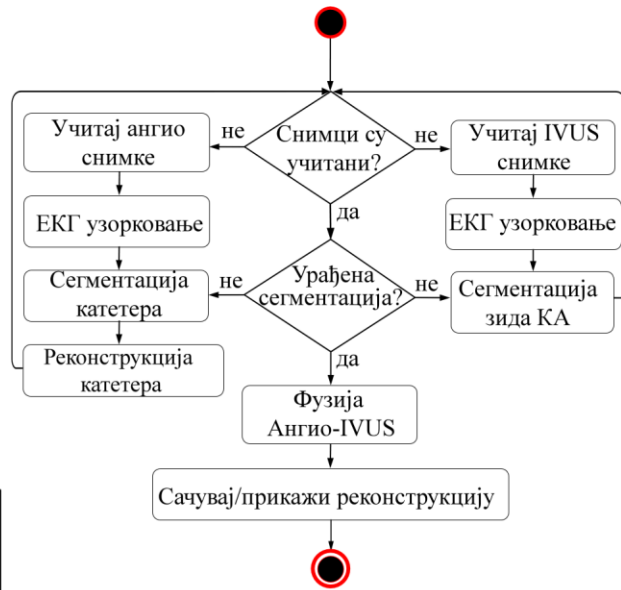 Учитај ангио
снимке
не
Снимци су
учитани?
не
Учитај IVUS
снимке
ЕКГ узорковање
да
ЕКГ узорковање
Сегментација
катетера
не
Урађена
сегментација?
не
Сегментација
зида КА
Реконструкција
катетера
да
Фузија
Ангио-IVUS
Сачувај/прикажи реконструкцију